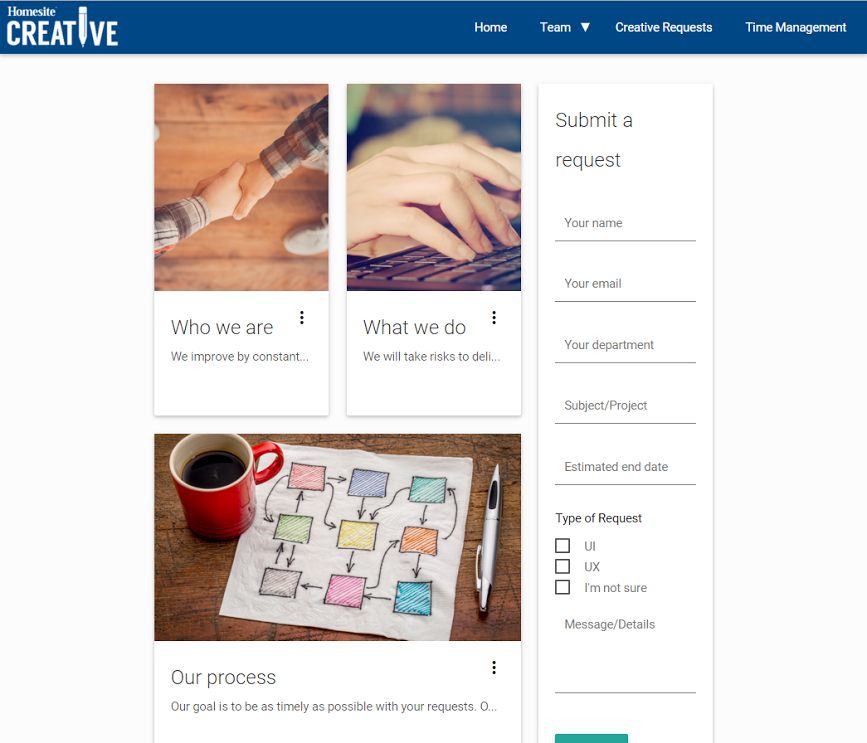 Homesite
CREATIVE
Home
Team ▼
Creative Requests
Time Management
Who we are
We improve by constant...
What we do
We will take risks to deli...
Our process
Our goal is to be as timely as possible with your requests. O...
Submit a
request
Your name
Your email
Your department
Subject/Project
Estimated end date
Type of Request
UI
UX
I'm not sure
Message/Details